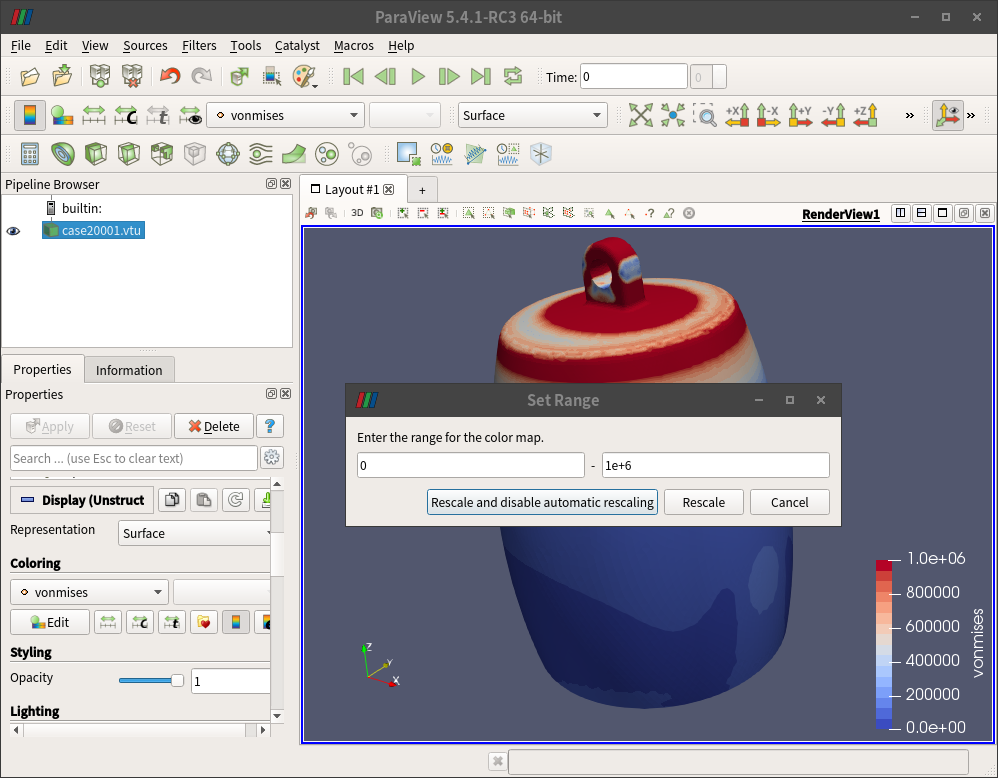 ParaView 5.4.1-RC3 64-bit
File Edit View Sources Filters Tools Catalyst Macros Help
Time: 0 0
vonmises Surface +X -X +Y -Y +Z
Pipeline Browser
Layout #1 +
builtin:
3D RenderView1
case20001.vtu
Properties Information
Properties
Apply Reset Delete ?
Search ... (use Esc to clear text)
Display (Unstruct
Representation Surface
Coloring
vonmises
Edit
Styling
Opacity 1
Lighting
Set Range
Enter the range for the color map.
0 - 1e+6
Rescale and disable automatic rescaling Rescale Cancel
Z
Y
X
1.0e+06
800000
600000
400000
200000
0.0e+00
vonmises